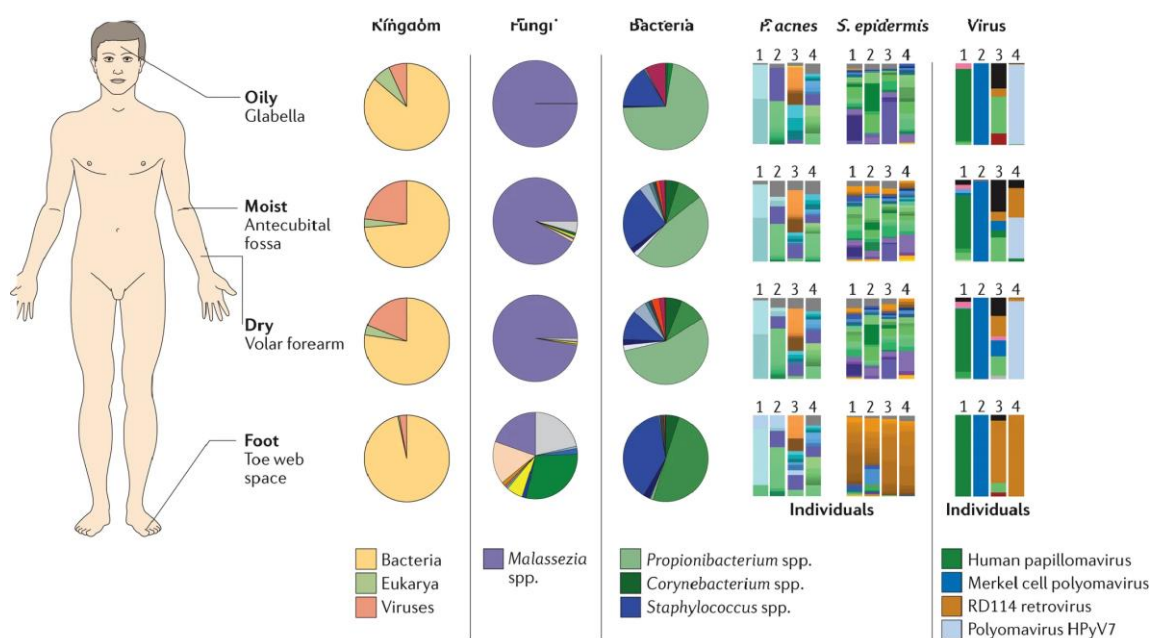 Kingdom Fungi Bacteria P. acnes S. epidermis Virus
1 2 3 4 1 2 3 4 1 2 3 4
Oily
Glabella
1 2 3 4 1 2 3 4 1 2 3 4
Moist
Antecubital
fossa
1 2 3 4 1 2 3 4 1 2 3 4
Dry
Volar forearm
1 2 3 4 1 2 3 4 1 2 3 4
Foot
Toe web
space
Individuals Individuals
Bacteria
Eukarya
Viruses
Malassezia
spp.
Propionibacterium spp.
Corynebacterium spp.
Staphylococcus spp.
Human papillomavirus
Merkel cell polyomavirus
RD114 retrovirus
Polyomavirus HPyV7